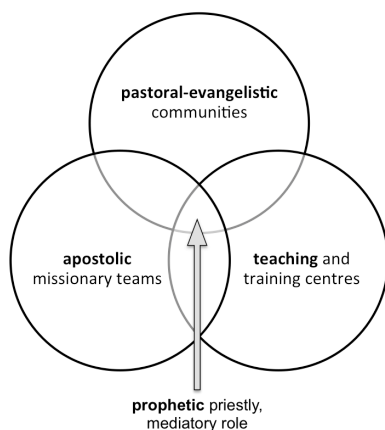 pastoral-evangelistic
communities
apostolic
missionary teams
teaching and
training centres
prophetic priestly,
mediatory role